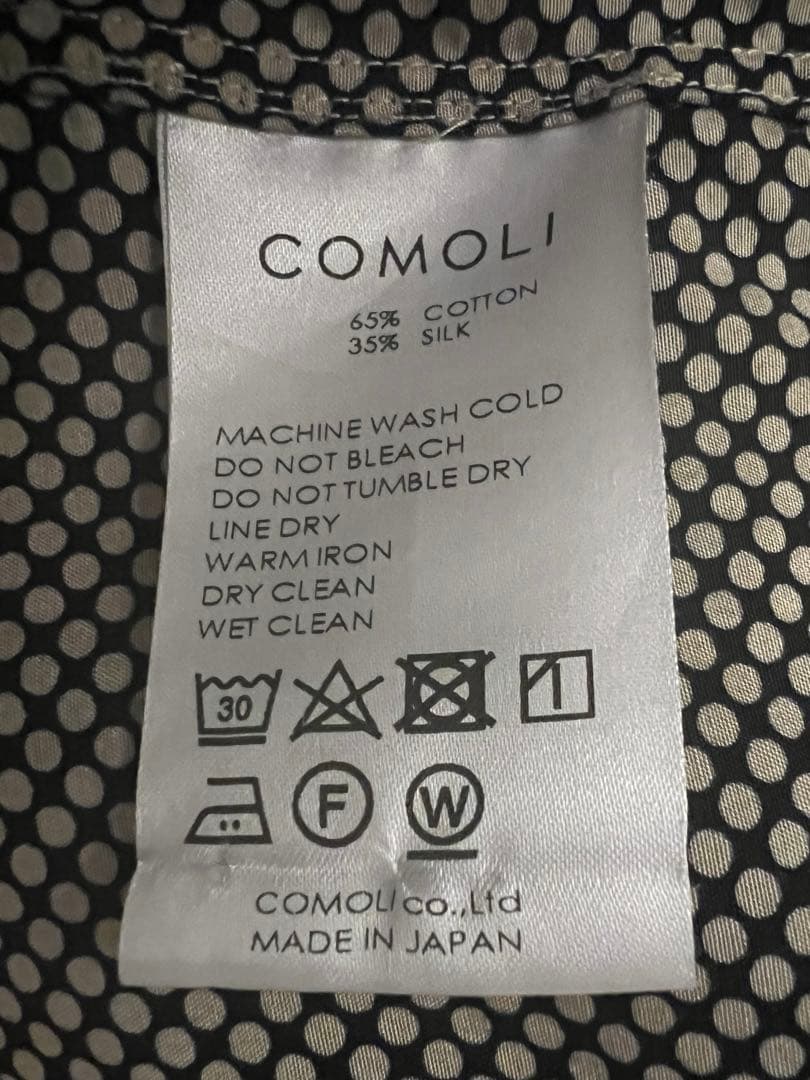 COMOLI
65% COTTON
35% SILK
MACHINE WASH COLD
DO NOT BLEACH
DO NOT TUMBLE DRY
LINE DRY
WARM IRON
DRY CLEAN
WET CLEAN
30
F W
COMOLI co.,Ltd
MADE IN JAPAN